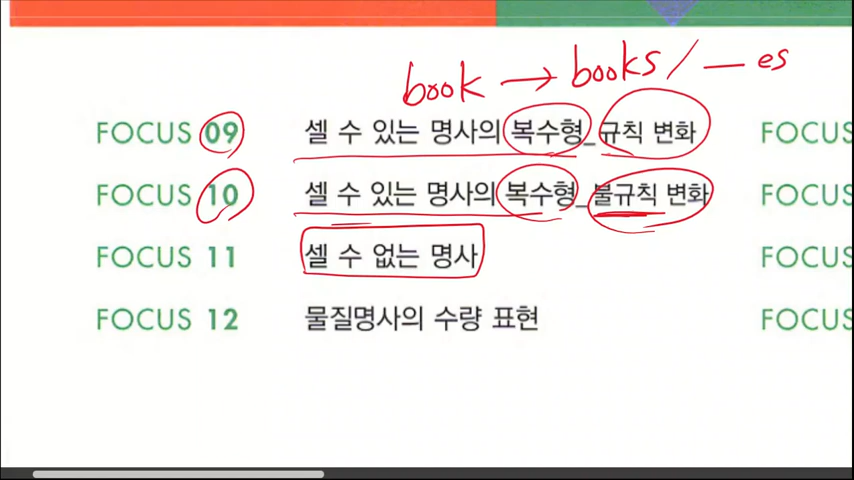 book → books / — es
FOCUS 09 셀 수 있는 명사의 복수형_규칙 변화 FOCUS
FOCUS 10 셀 수 있는 명사의 복수형_불규칙 변화 FOCUS
FOCUS 11 셀 수 없는 명사 FOCUS
FOCUS 12 물질명사의 수량 표현 FOCUS